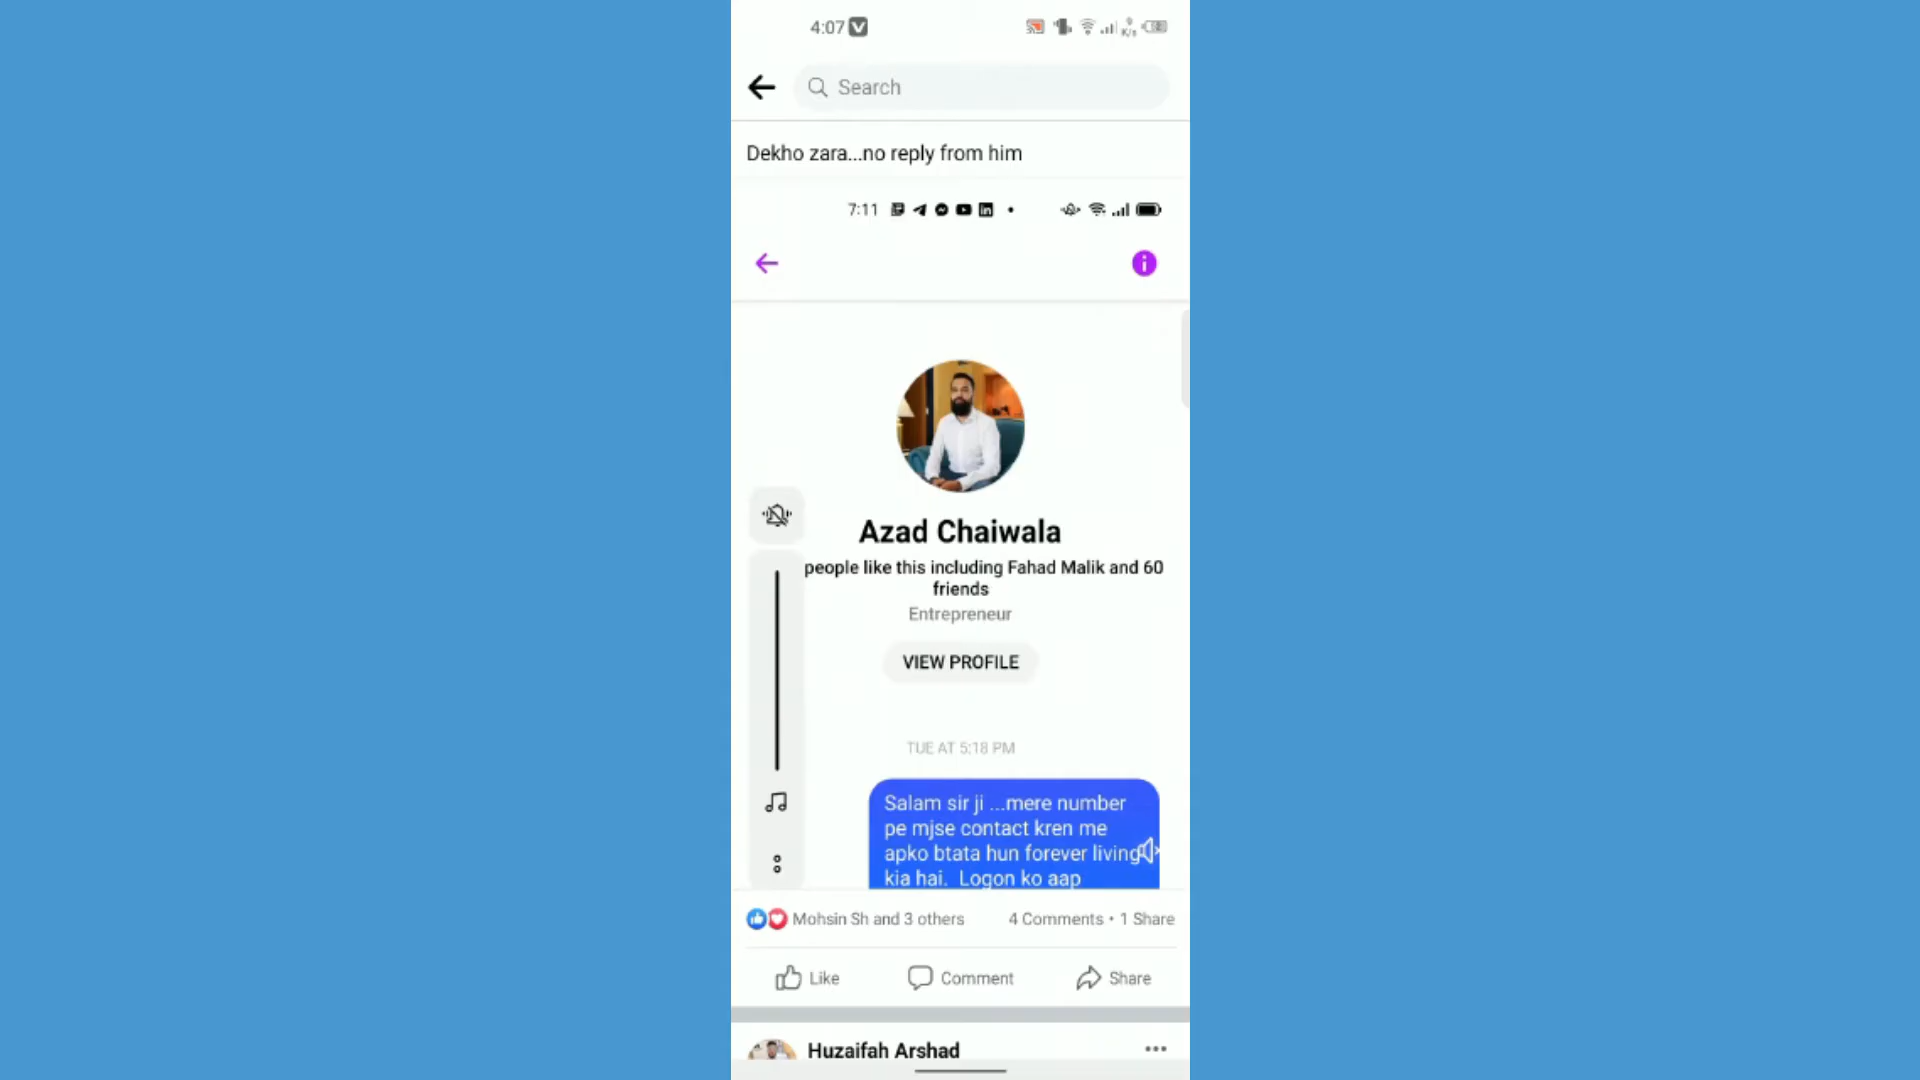 4:07
Search
Dekho zara...no reply from him
7:11
Azad Chaiwala
people like this including Fahad Malik and 60
friends
Entrepreneur
VIEW PROFILE
TUE AT 5:18 PM
Salam sir ji ...mere number
pe mjse contact kren me
apko btata hun forever living
kia hai. Logon ko aap
Mohsin Sh and 3 others 4 Comments • 1 Share
Like Comment Share
Huzaifah Arshad